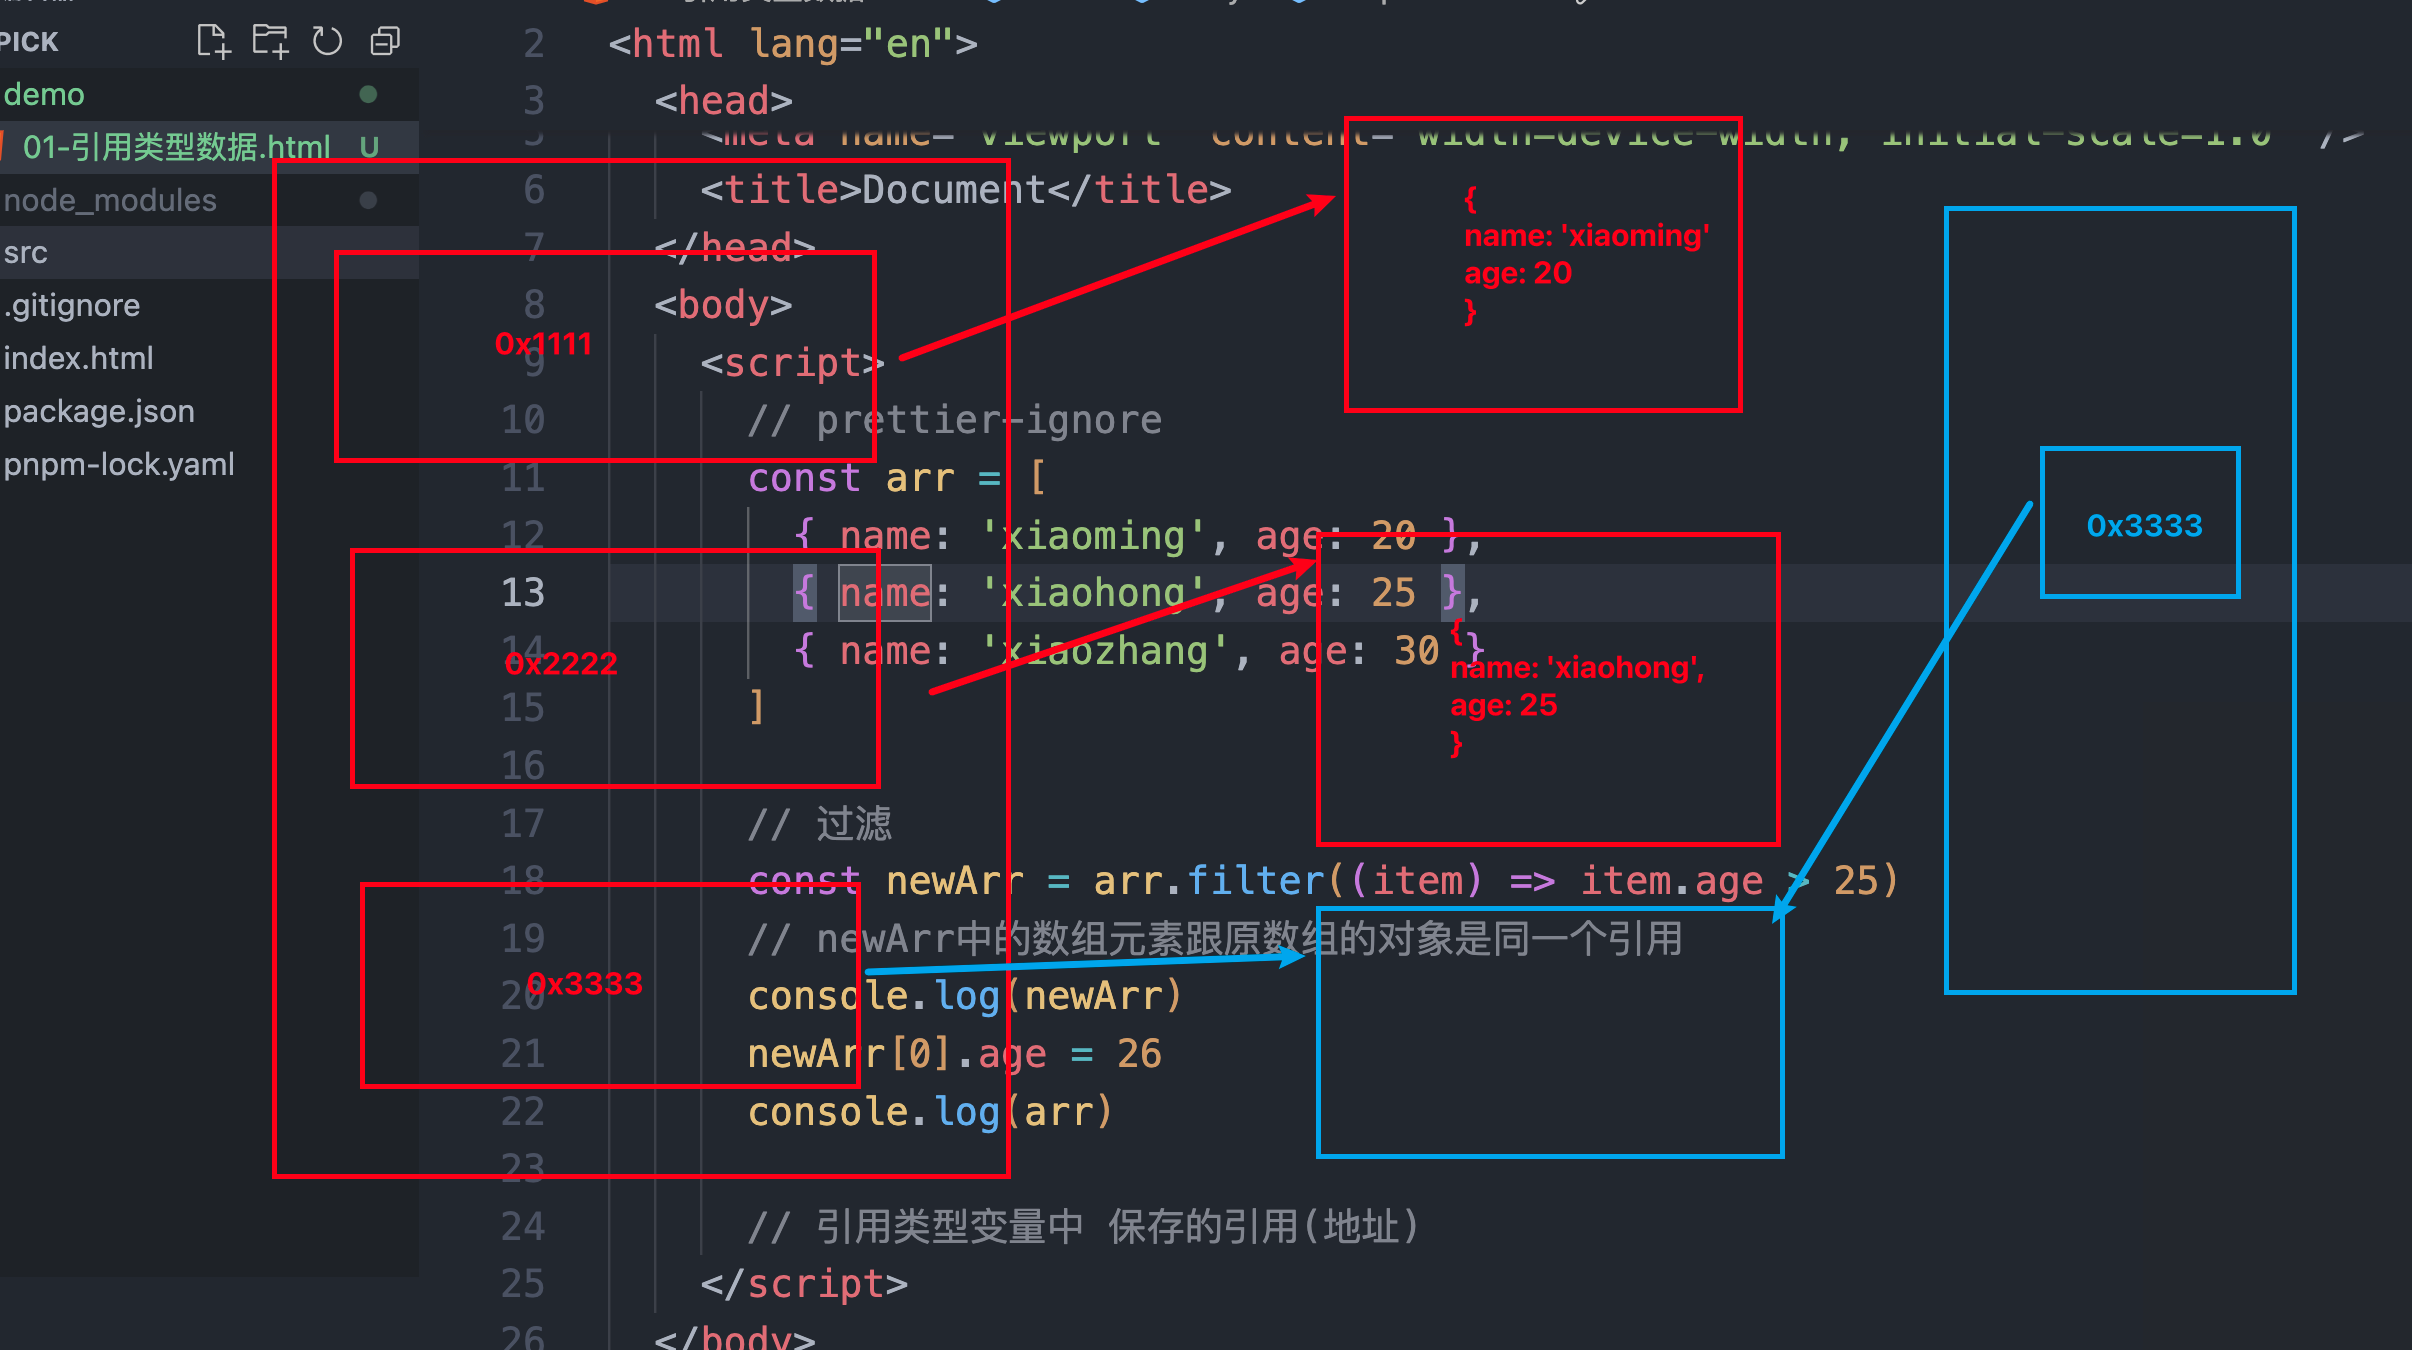 PICK
demo
01-引用类型数据.html U
node_modules
src
.gitignore
index.html
package.json
pnpm-lock.yaml
2 <html lang="en">
3 <head>
5 <meta name="viewport" content="width=device-width, initial-scale=1.0" />
6 <title>Document</title>
7 </head>
8 <body>
9 <script>
10 // prettier-ignore
11 const arr = [
12 { name: 'xiaoming', age: 20 },
13 { name: 'xiaohong', age: 25 },
14 { name: 'xiaozhang', age: 30 }
15 ]
16
17 // 过滤
18 const newArr = arr.filter((item) => item.age > 25)
19 // newArr中的数组元素跟原数组的对象是同一个引用
20 console.log(newArr)
21 newArr[0].age = 26
22 console.log(arr)
23
24 // 引用类型变量中 保存的引用(地址)
25 </script>
26 </body>
0x1111
0x2222
0x3333
{
name: 'xiaoming'
age: 20
}
{
name: 'xiaohong',
age: 25
}
0x3333